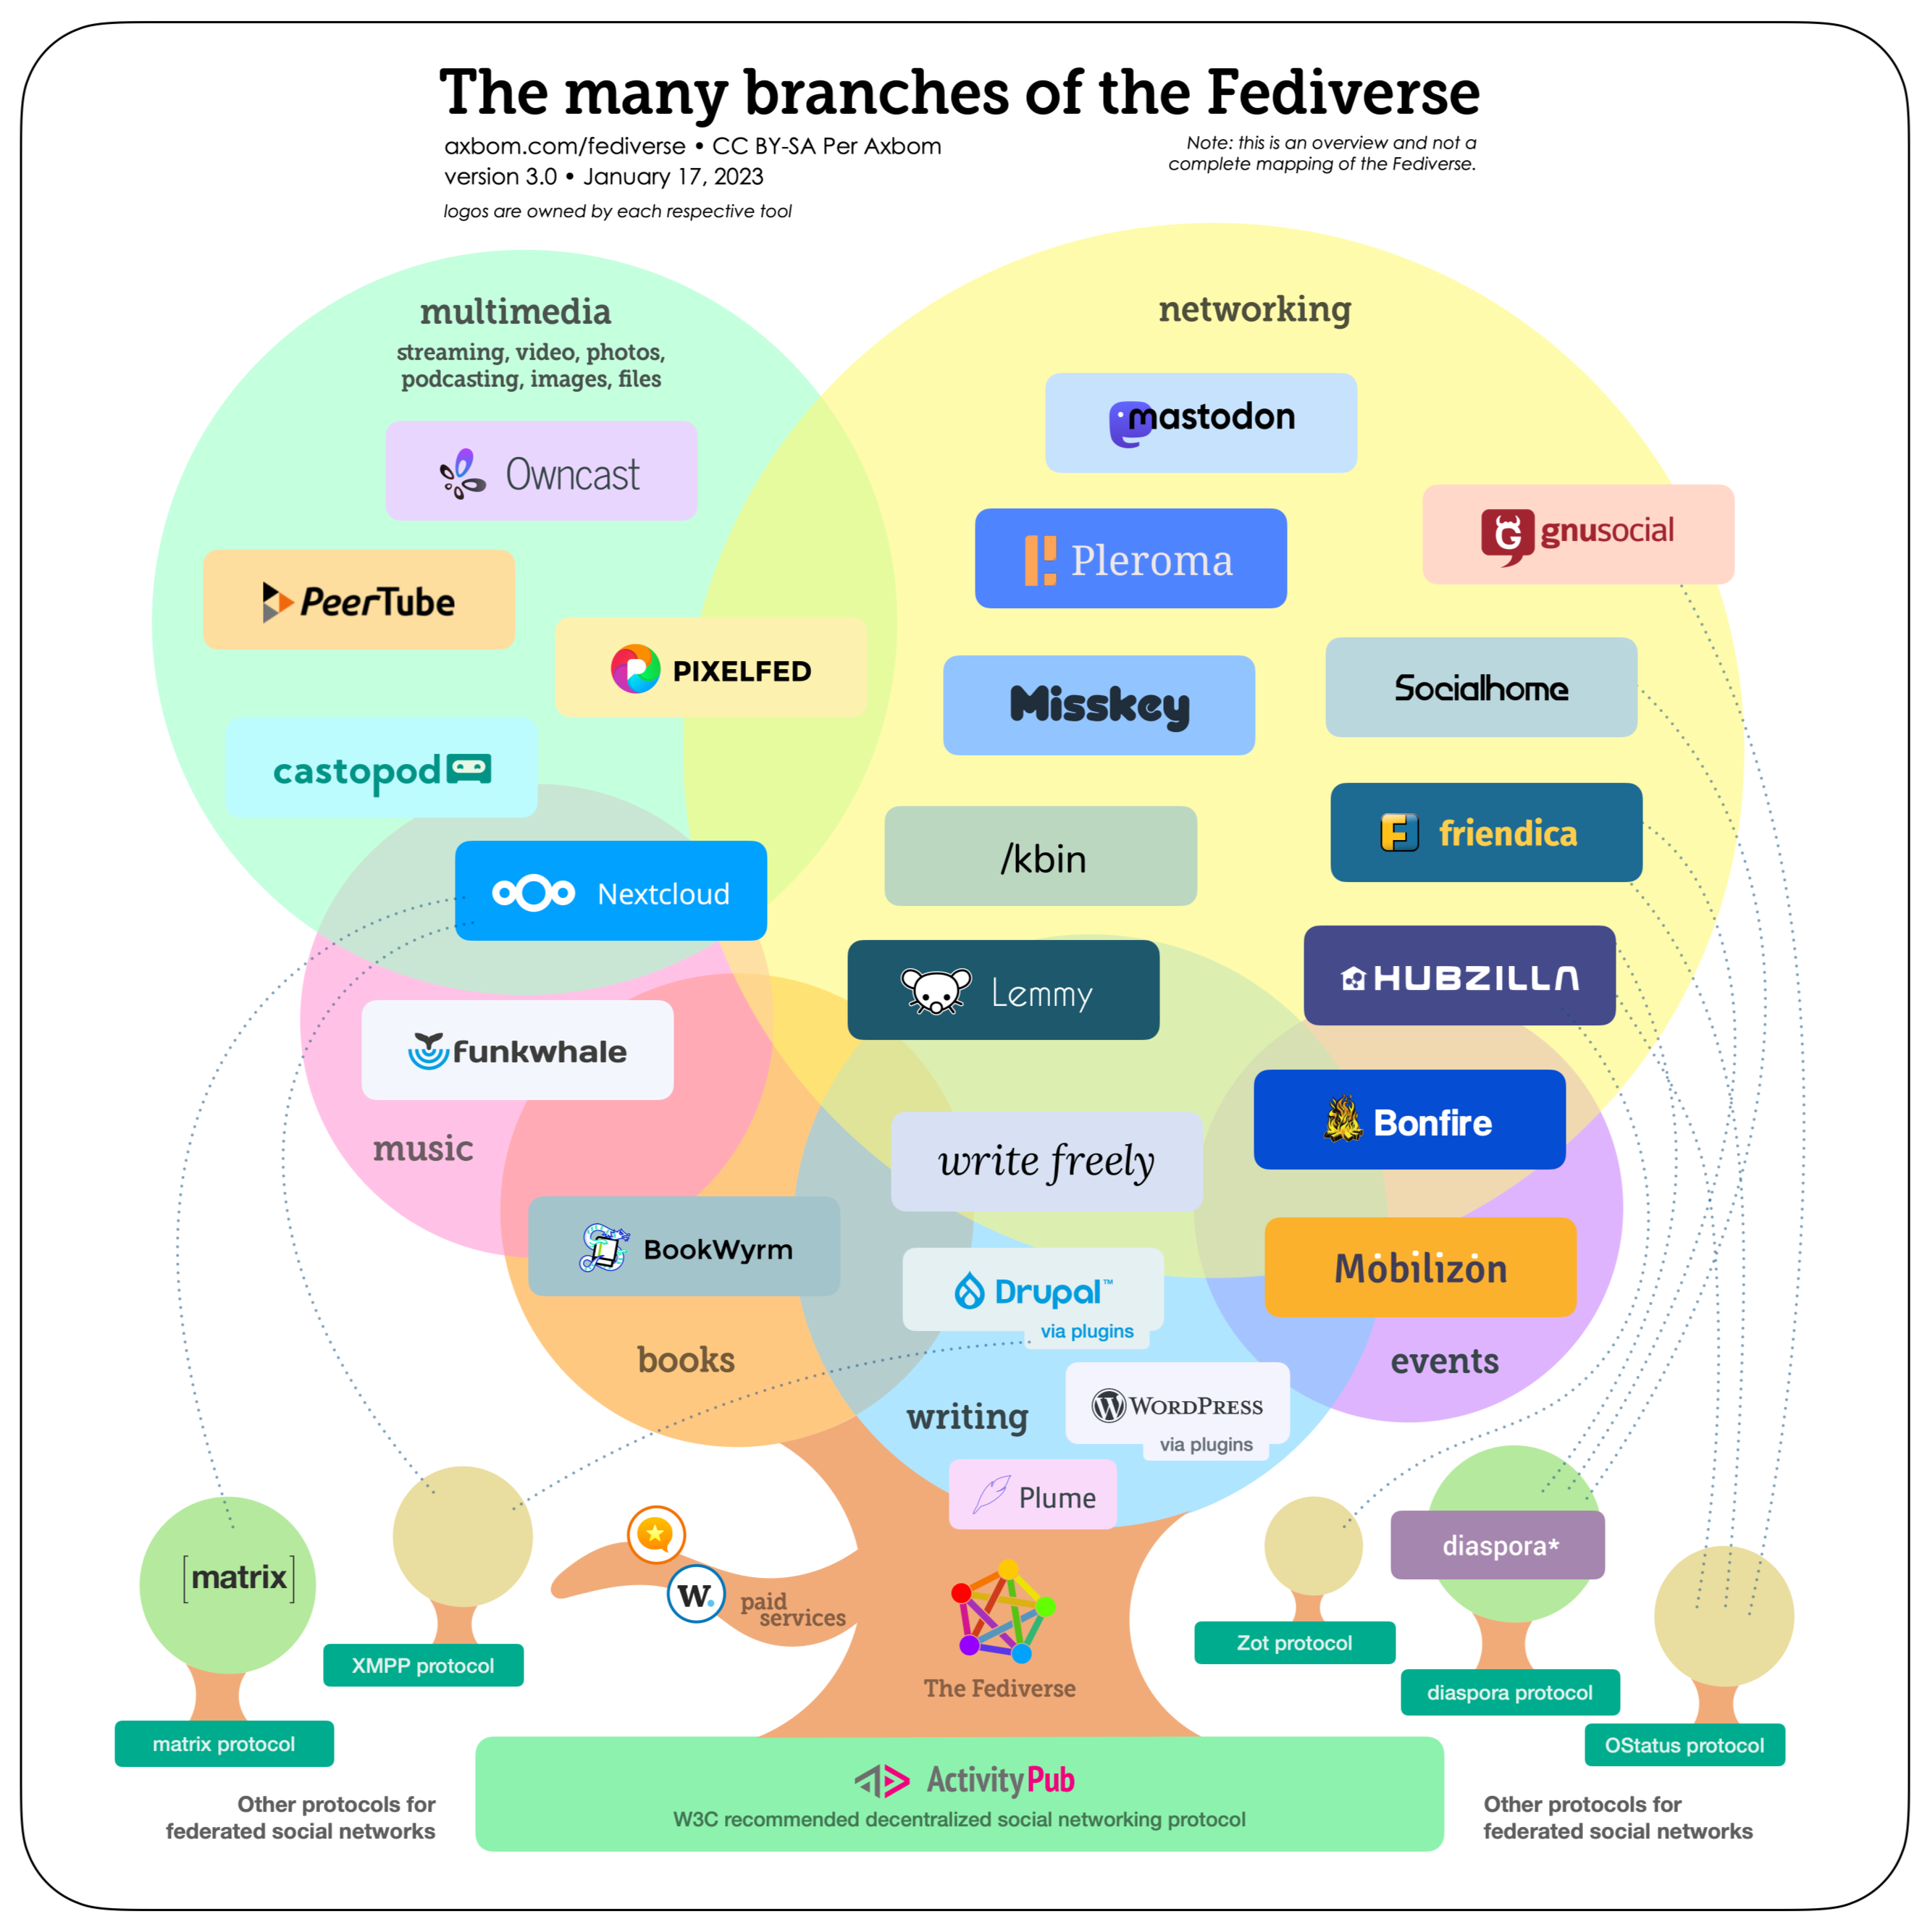 The many branches of the Fediverse
axbom.com/fediverse • CC BY-SA Per Axbom
version 3.0 • January 17, 2023
logos are owned by each respective tool
Note: this is an overview and not a
complete mapping of the Fediverse.
multimedia
streaming, video, photos,
podcasting, images, files
networking
Owncast
mastodon
PeerTube
Pleroma
gnusocial
PIXELFED
Misskey
Socialhome
castopod
/kbin
friendica
Nextcloud
Lemmy
HUBZILLA
funkwhale
music
write freely
Bonfire
BookWyrm
Drupal™
via plugins
Mobilizon
books
events
writing
WORDPRESS
via plugins
Plume
[matrix]
W.
paid
services
diaspora*
The Fediverse
XMPP protocol
Zot protocol
diaspora protocol
matrix protocol
OStatus protocol
ActivityPub
W3C recommended decentralized social networking protocol
Other protocols for
federated social networks
Other protocols for
federated social networks